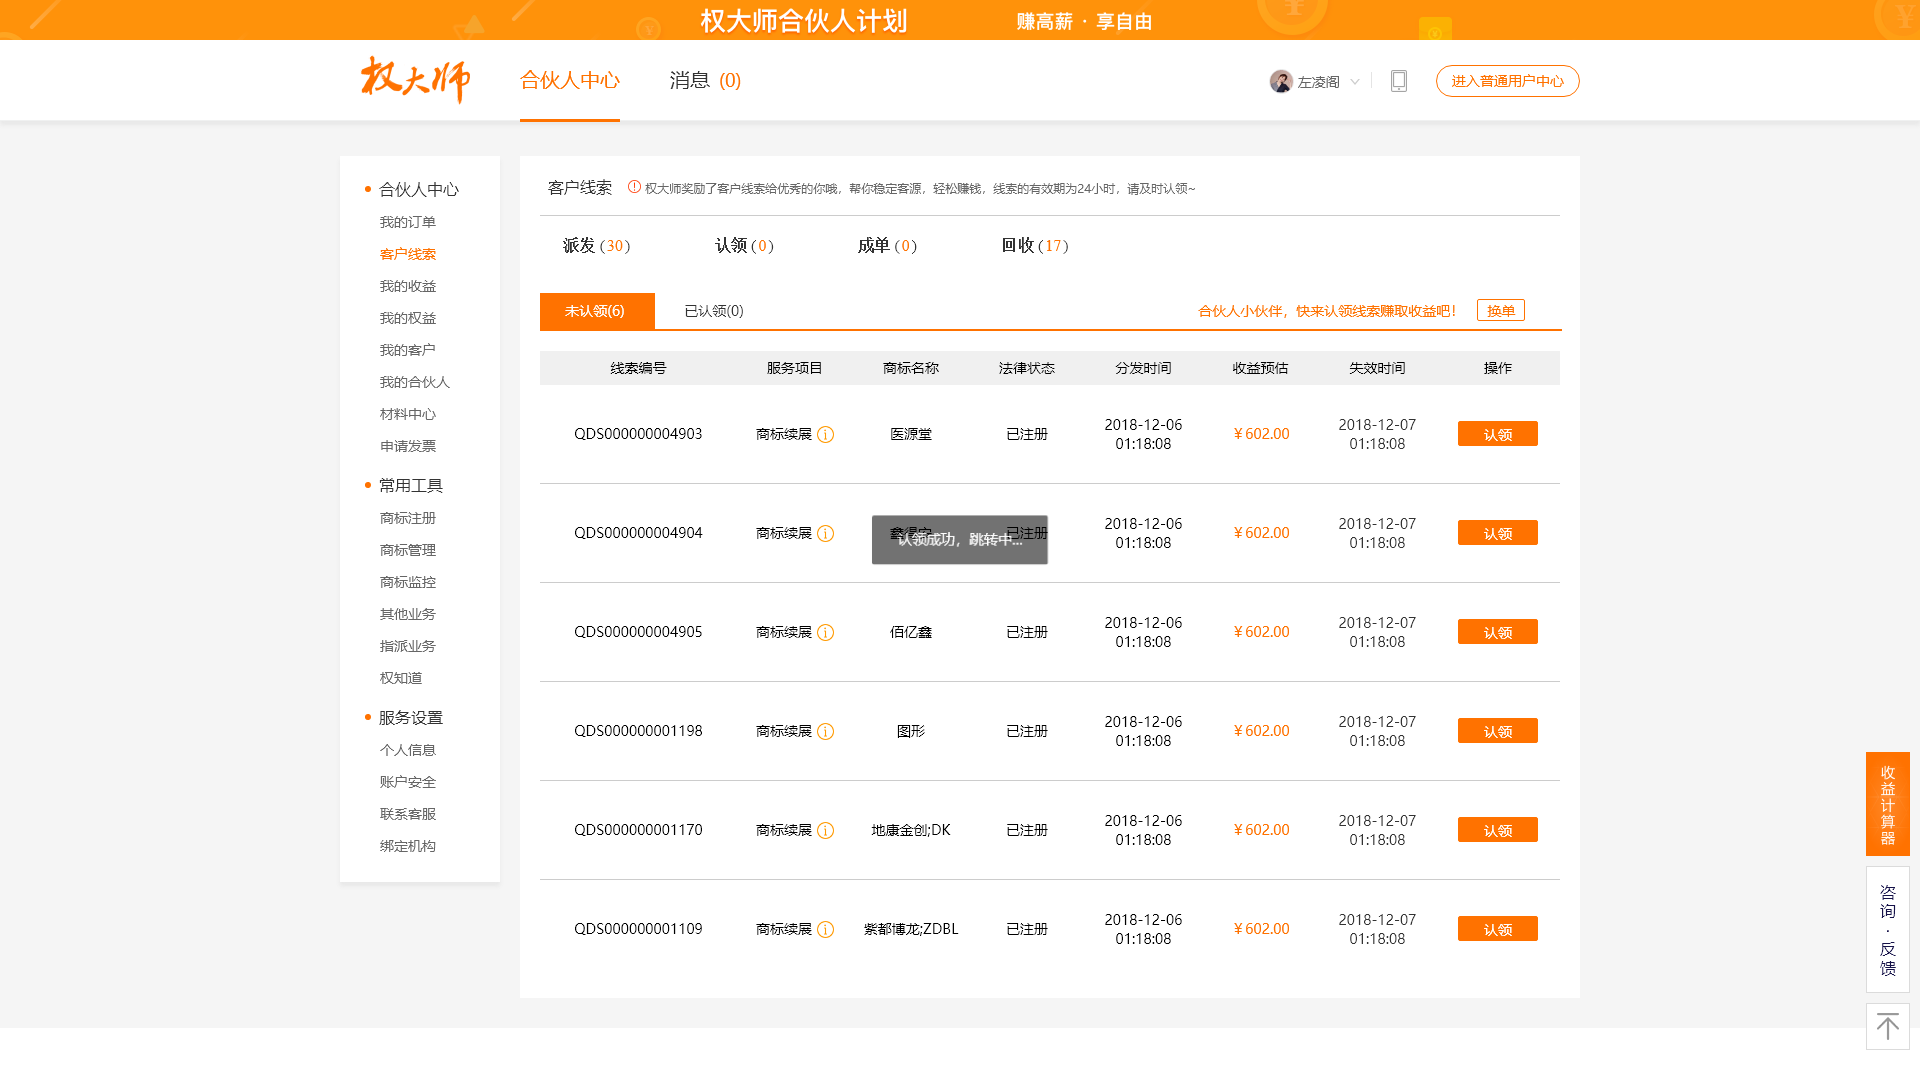 权大师合伙人计划 赚高薪 · 享自由
权大师 合伙人中心 消息 (0) 左凌阁 进入普通用户中心
合伙人中心
我的订单
客户线索
我的收益
我的权益
我的客户
我的合伙人
材料中心
申请发票
常用工具
商标注册
商标管理
商标监控
其他业务
指派业务
权知道
服务设置
个人信息
账户安全
联系客服
绑定机构
客户线索 权大师奖励了客户线索给优秀的你哦，帮你稳定客源，轻松赚钱，线索的有效期为24小时，请及时认领~
派发(30) 认领(0) 成单(0) 回收(17)
未认领(6) 已认领(0) 合伙人小伙伴，快来认领线索赚取收益吧！ 换单
线索编号 服务项目 商标名称 法律状态 分发时间 收益预估 失效时间 操作
QDS000000004903 商标续展 医源堂 已注册 2018-12-06 01:18:08 ¥602.00 2018-12-07 01:18:08 认领
QDS000000004904 商标续展 已注册 2018-12-06 01:18:08 ¥602.00 2018-12-07 01:18:08 认领
认领成功，跳转中...
QDS000000004905 商标续展 佰亿鑫 已注册 2018-12-06 01:18:08 ¥602.00 2018-12-07 01:18:08 认领
QDS000000001198 商标续展 图形 已注册 2018-12-06 01:18:08 ¥602.00 2018-12-07 01:18:08 认领
QDS000000001170 商标续展 地康金创;DK 已注册 2018-12-06 01:18:08 ¥602.00 2018-12-07 01:18:08 认领
QDS000000001109 商标续展 紫都博龙;ZDBL 已注册 2018-12-06 01:18:08 ¥602.00 2018-12-07 01:18:08 认领
收益计算器
咨询·反馈